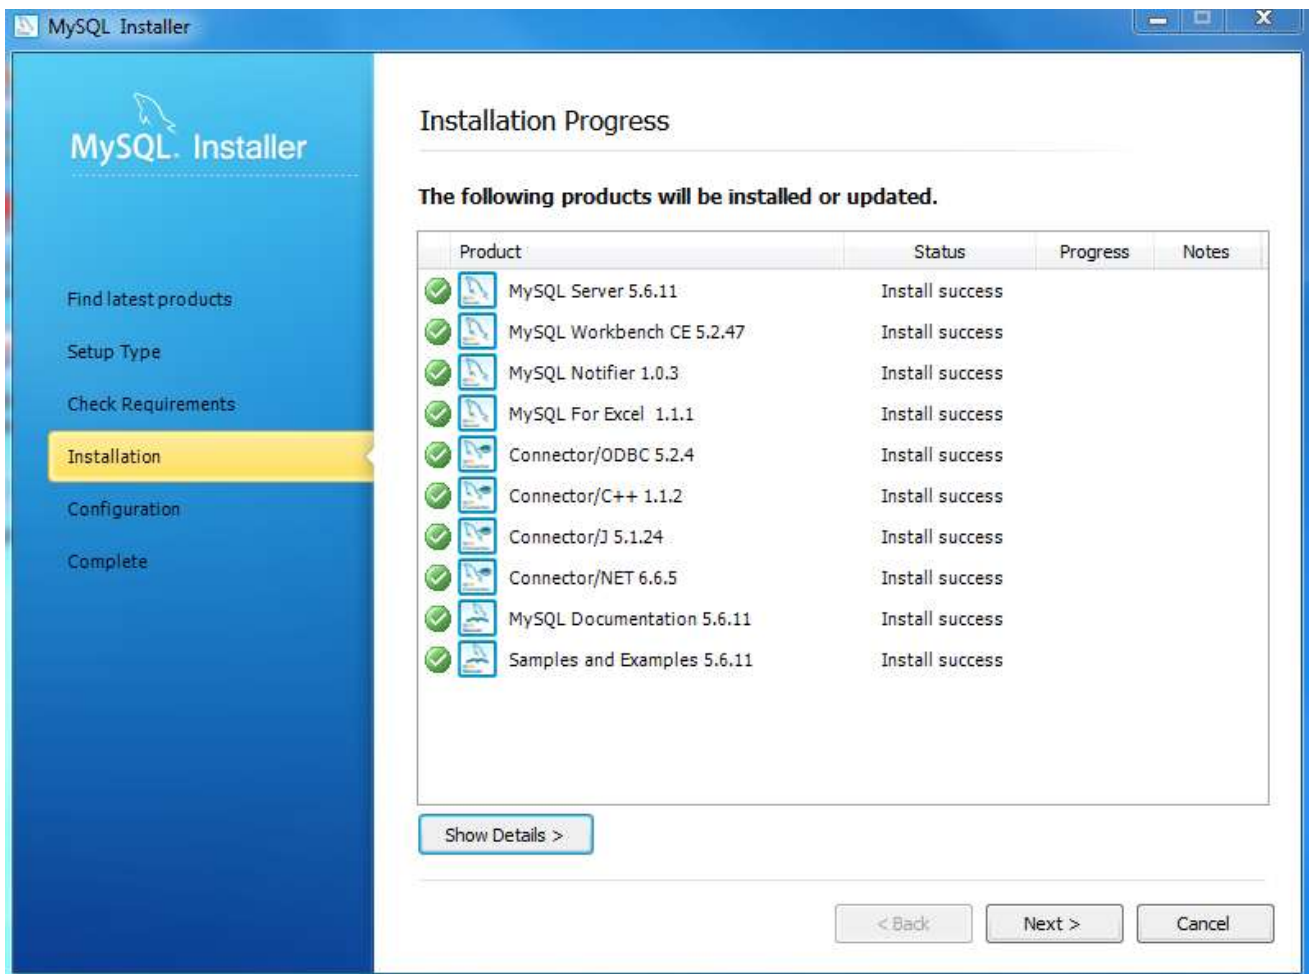 MySQL Installer
MySQL Installer
Find latest products
Setup Type
Check Requirements
Installation
Configuration
Complete
Installation Progress
The following products will be installed or updated.
Product Status Progress Notes
MySQL Server 5.6.11 Install success
MySQL Workbench CE 5.2.47 Install success
MySQL Notifier 1.0.3 Install success
MySQL For Excel 1.1.1 Install success
Connector/ODBC 5.2.4 Install success
Connector/C++ 1.1.2 Install success
Connector/J 5.1.24 Install success
Connector/NET 6.6.5 Install success
MySQL Documentation 5.6.11 Install success
Samples and Examples 5.6.11 Install success
Show Details >
< Back Next > Cancel